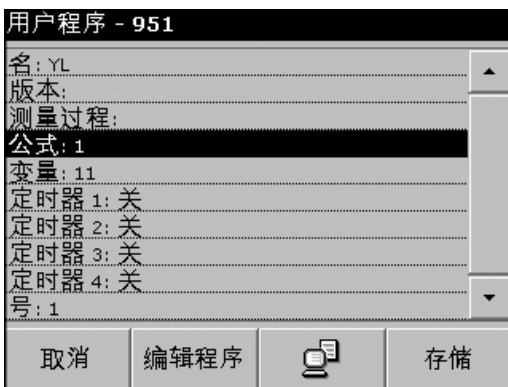 用户程序 - 951
名: YL
版本:
测量过程:
公式: 1
变量: 11
定时器 1: 关
定时器 2: 关
定时器 3: 关
定时器 4: 关
号: 1
取消 编辑程序 存储